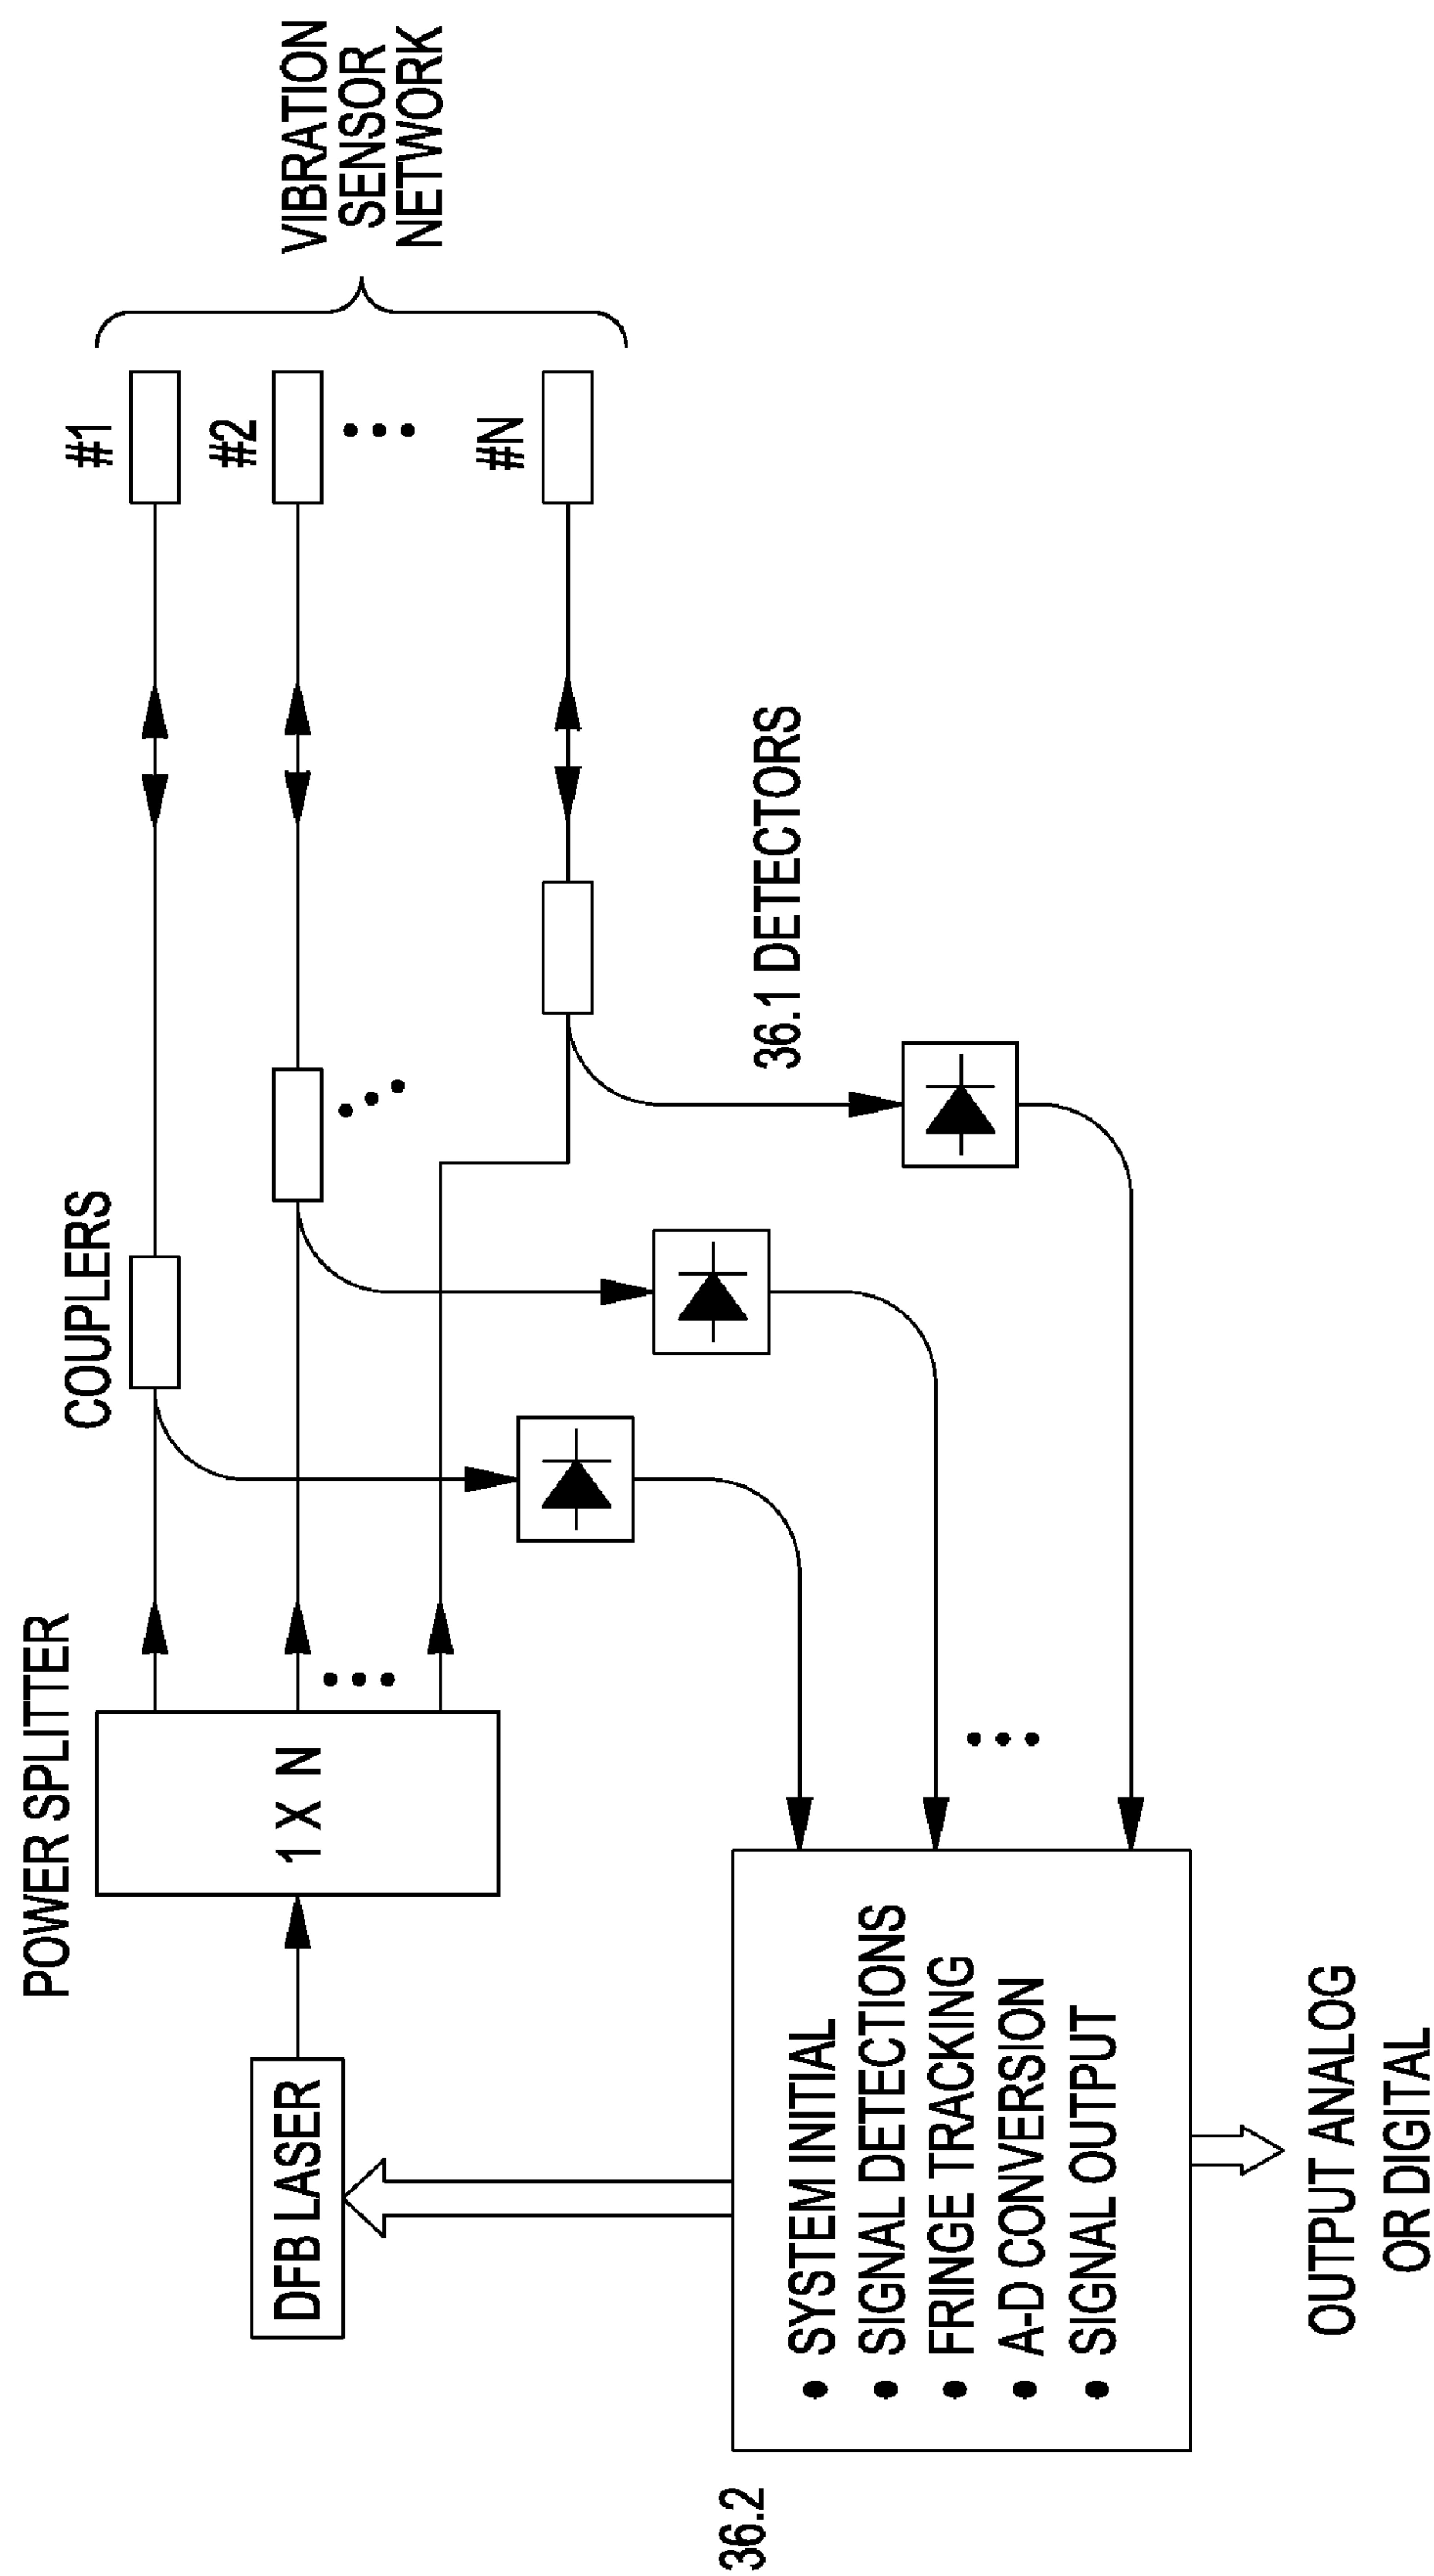 POWER SPLITTER
COUPLERS
#1
#2
#N
VIBRATION
SENSOR
NETWORK
DFB LASER
1 X N
36.1 DETECTORS
36.2
• SYSTEM INITIAL
• SIGNAL DETECTIONS
• FRINGE TRACKING
• A-D CONVERSION
• SIGNAL OUTPUT
OUTPUT ANALOG
OR DIGITAL